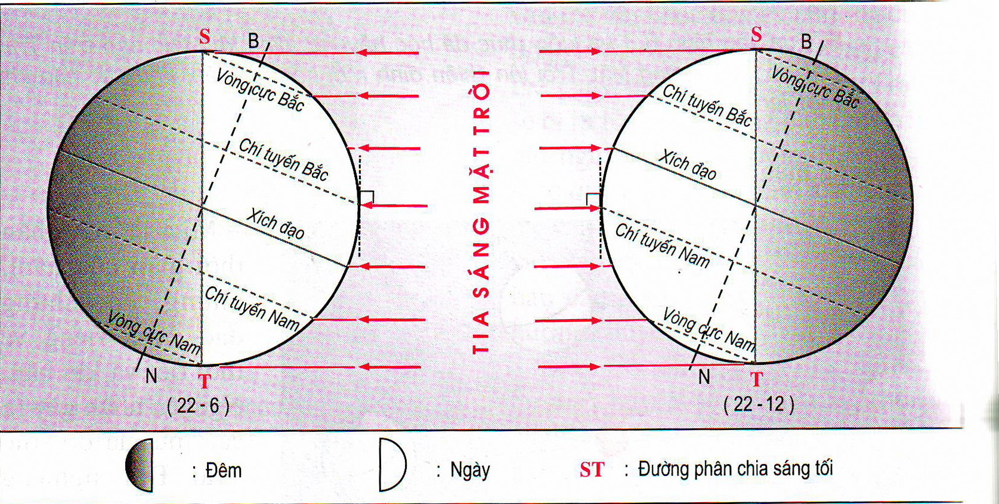 S
B
Vòng cực Bắc
Chí tuyến Bắc
Xích đạo
Chí tuyến Nam
Vòng cực Nam
N
T
( 22 - 6 )
TIA SÁNG MẶT TRỜI
S
B
Vòng cực Bắc
Chí tuyến Bắc
Xích đạo
Chí tuyến Nam
Vòng cực Nam
N
T
( 22 - 12 )
: Đêm
: Ngày
ST : Đường phân chia sáng tối